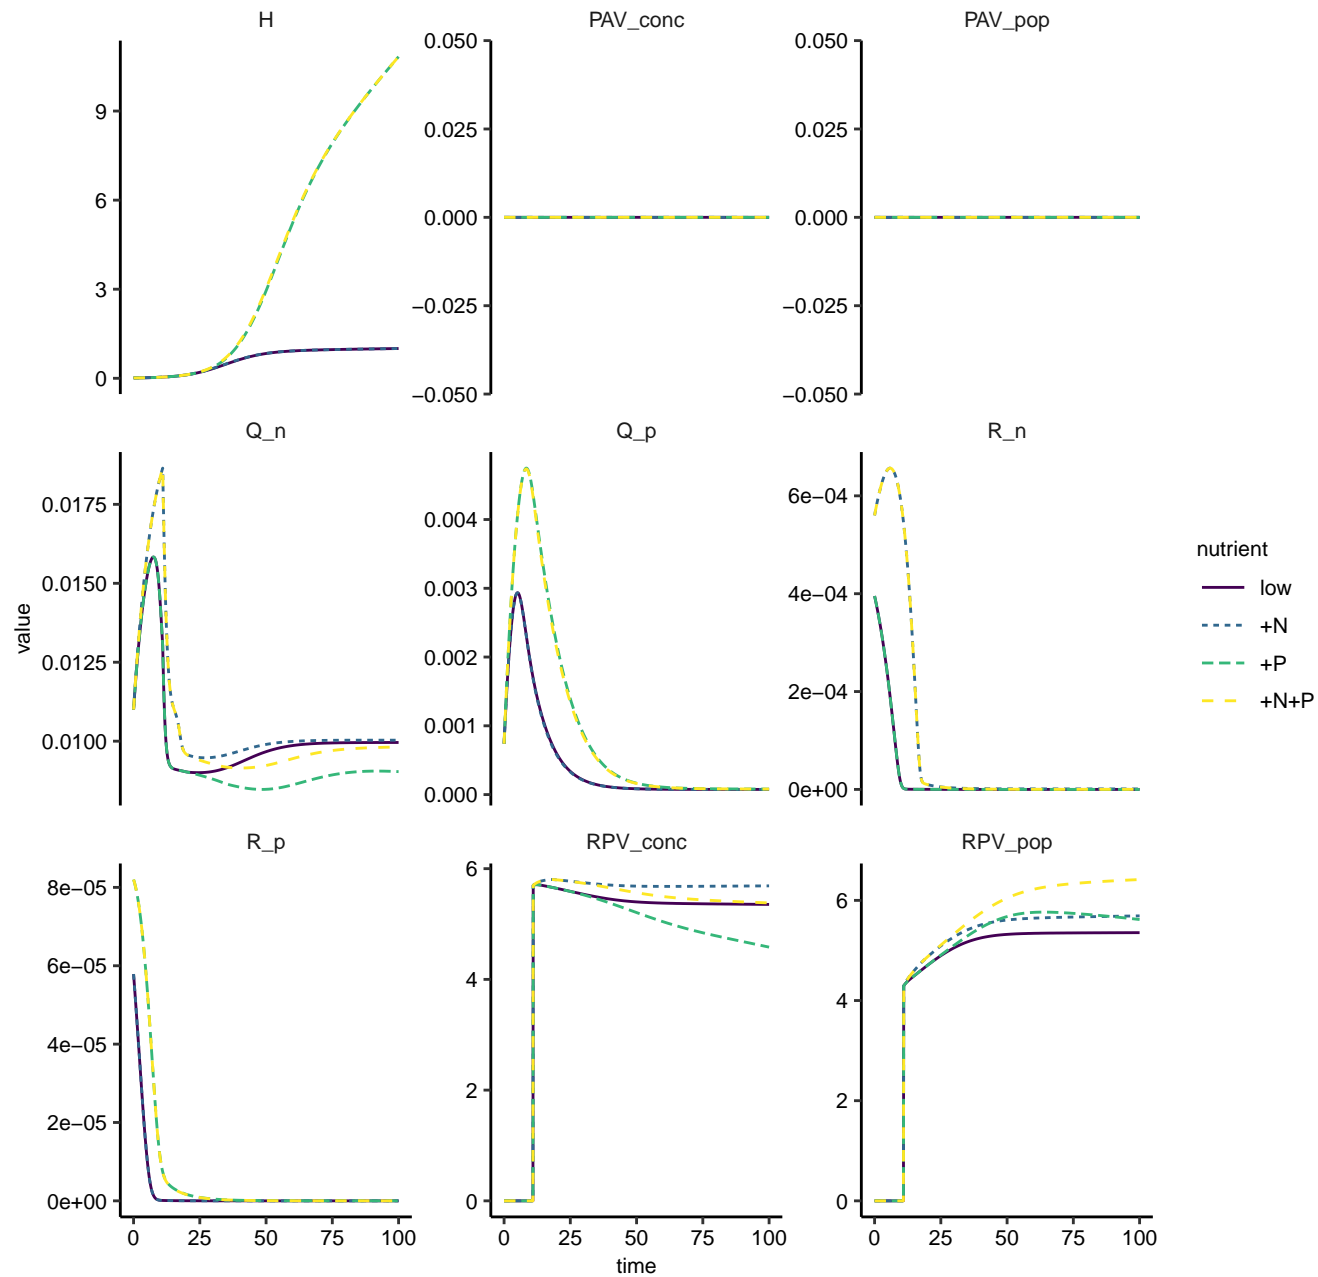 H PAV_conc PAV_pop
9
6
3
0
0.050
0.025
0.000
−0.025
−0.050
0.050
0.025
0.000
−0.025
−0.050
Q_n Q_p R_n
value
0.0175
0.0150
0.0125
0.0100
0.004
0.003
0.002
0.001
0.000
6e−04
4e−04
2e−04
0e+00
R_p RPV_conc RPV_pop
8e−05
6e−05
4e−05
2e−05
0e+00
6
4
2
0
6
4
2
0
0 25 50 75 100
0 25 50 75 100
0 25 50 75 100
time
nutrient
low
+N
+P
+N+P